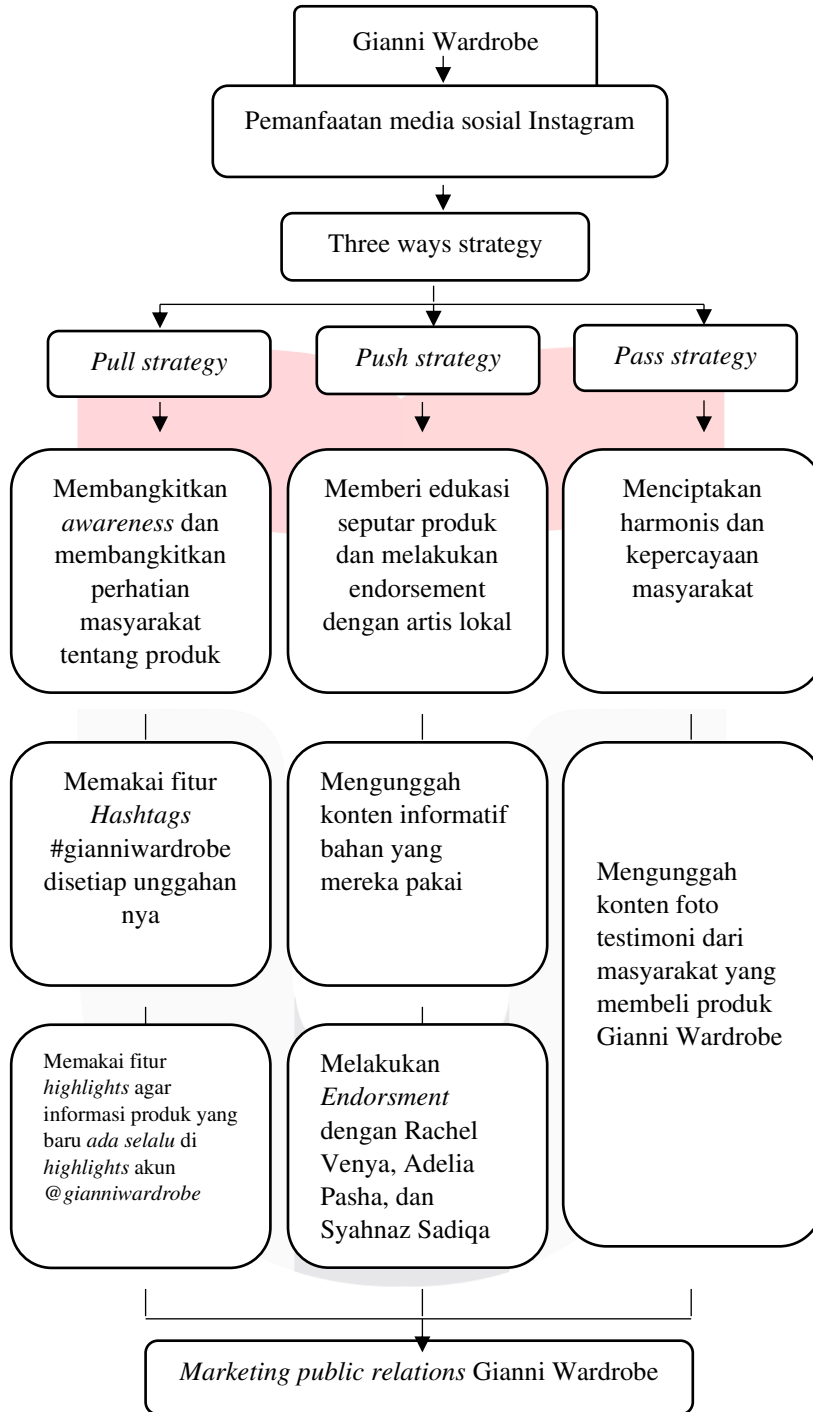 Gianni Wardrobe
Pemanfaatan media sosial Instagram
Three ways strategy
Pull strategy
Push strategy
Pass strategy
Membangkitkan
awareness dan
membangkitkan
perhatian
masyarakat
tentang produk
Memberi edukasi
seputar produk
dan melakukan
endorsement
dengan artis lokal
Menciptakan
harmonis dan
kepercayaan
masyarakat
Memakai fitur
Hashtags
#gianniwardrobe
disetiap unggahan
nya
Mengunggah
konten informatif
bahan yang
mereka pakai
Mengunggah
konten foto
testimoni dari
masyarakat yang
membeli produk
Gianni Wardrobe
Memakai fitur
highlights agar
informasi produk yang
baru ada selalu di
highlights akun
@gianniwardrobe
Melakukan
Endorsment
dengan Rachel
Venya, Adelia
Pasha, dan
Syahnaz Sadiqa
Marketing public relations Gianni Wardrobe